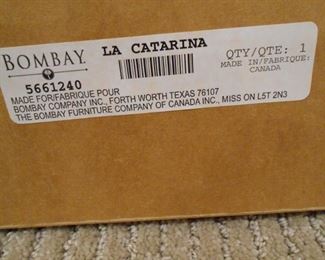 BOMBAY
LA CATARINA
QTY/QTE: 1
MADE IN/FABRIQUE:
CANADA
5661240
MADE FOR/FABRIQUE POUR
BOMBAY COMPANY INC., FORTH WORTH TEXAS 76107
THE BOMBAY FURNITURE COMPANY OF CANADA INC., MISS ON L5T 2N3